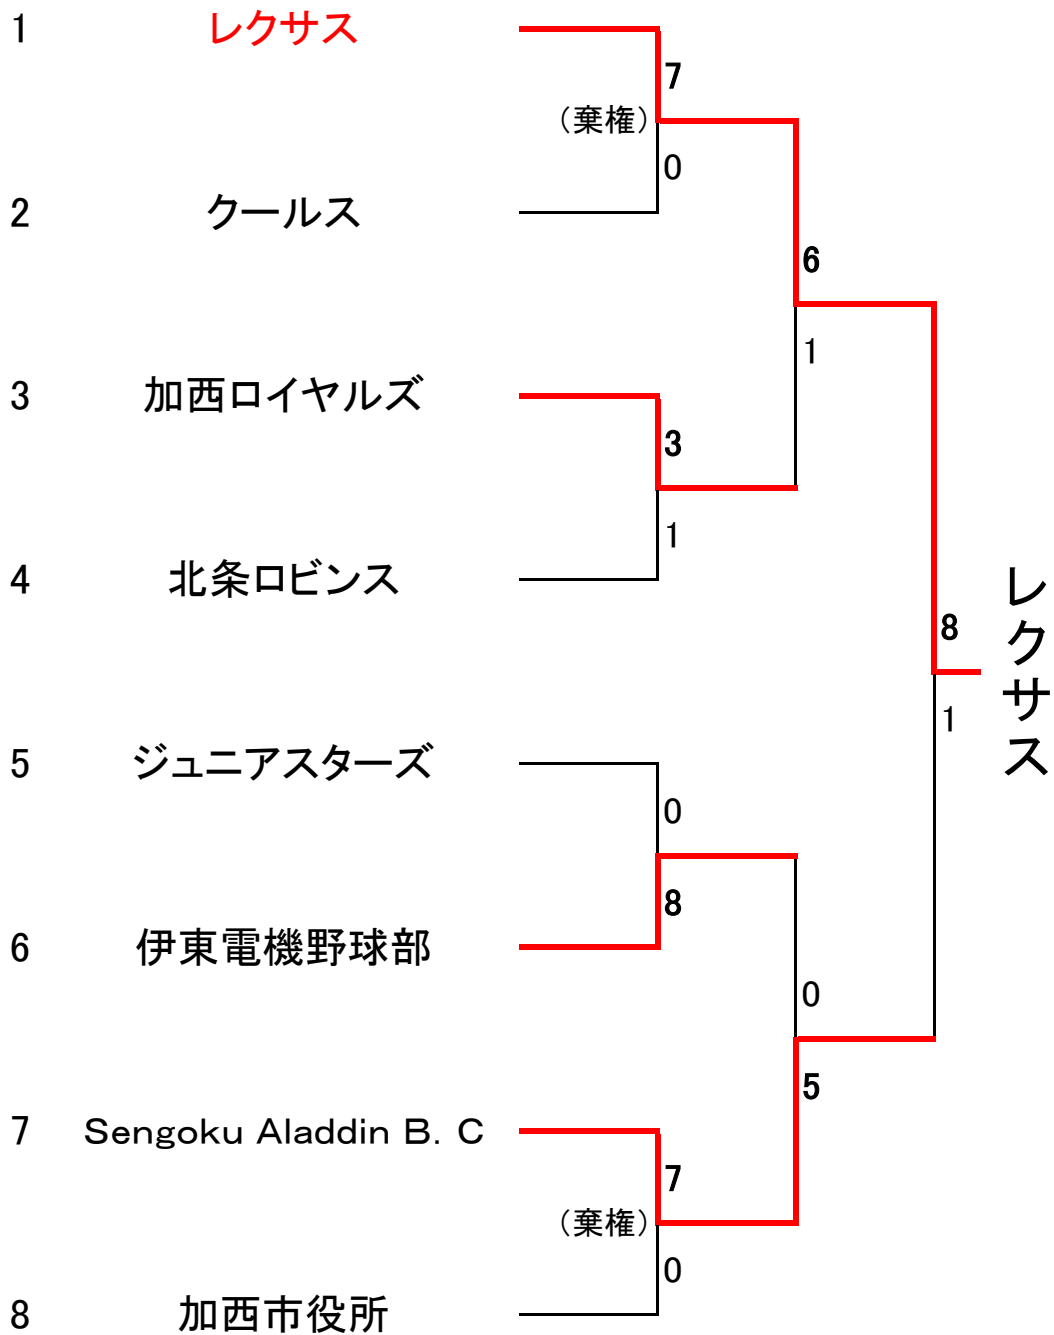 1 レクサス
7
（棄権）
0
2 クールス
6
1
3 加西ロイヤルズ
3
1
4 北条ロビンス
8
レクサス
1
5 ジュニアスターズ
0
8
6 伊東電機野球部
0
5
7 Sengoku Aladdin B. C
7
（棄権）
0
8 加西市役所